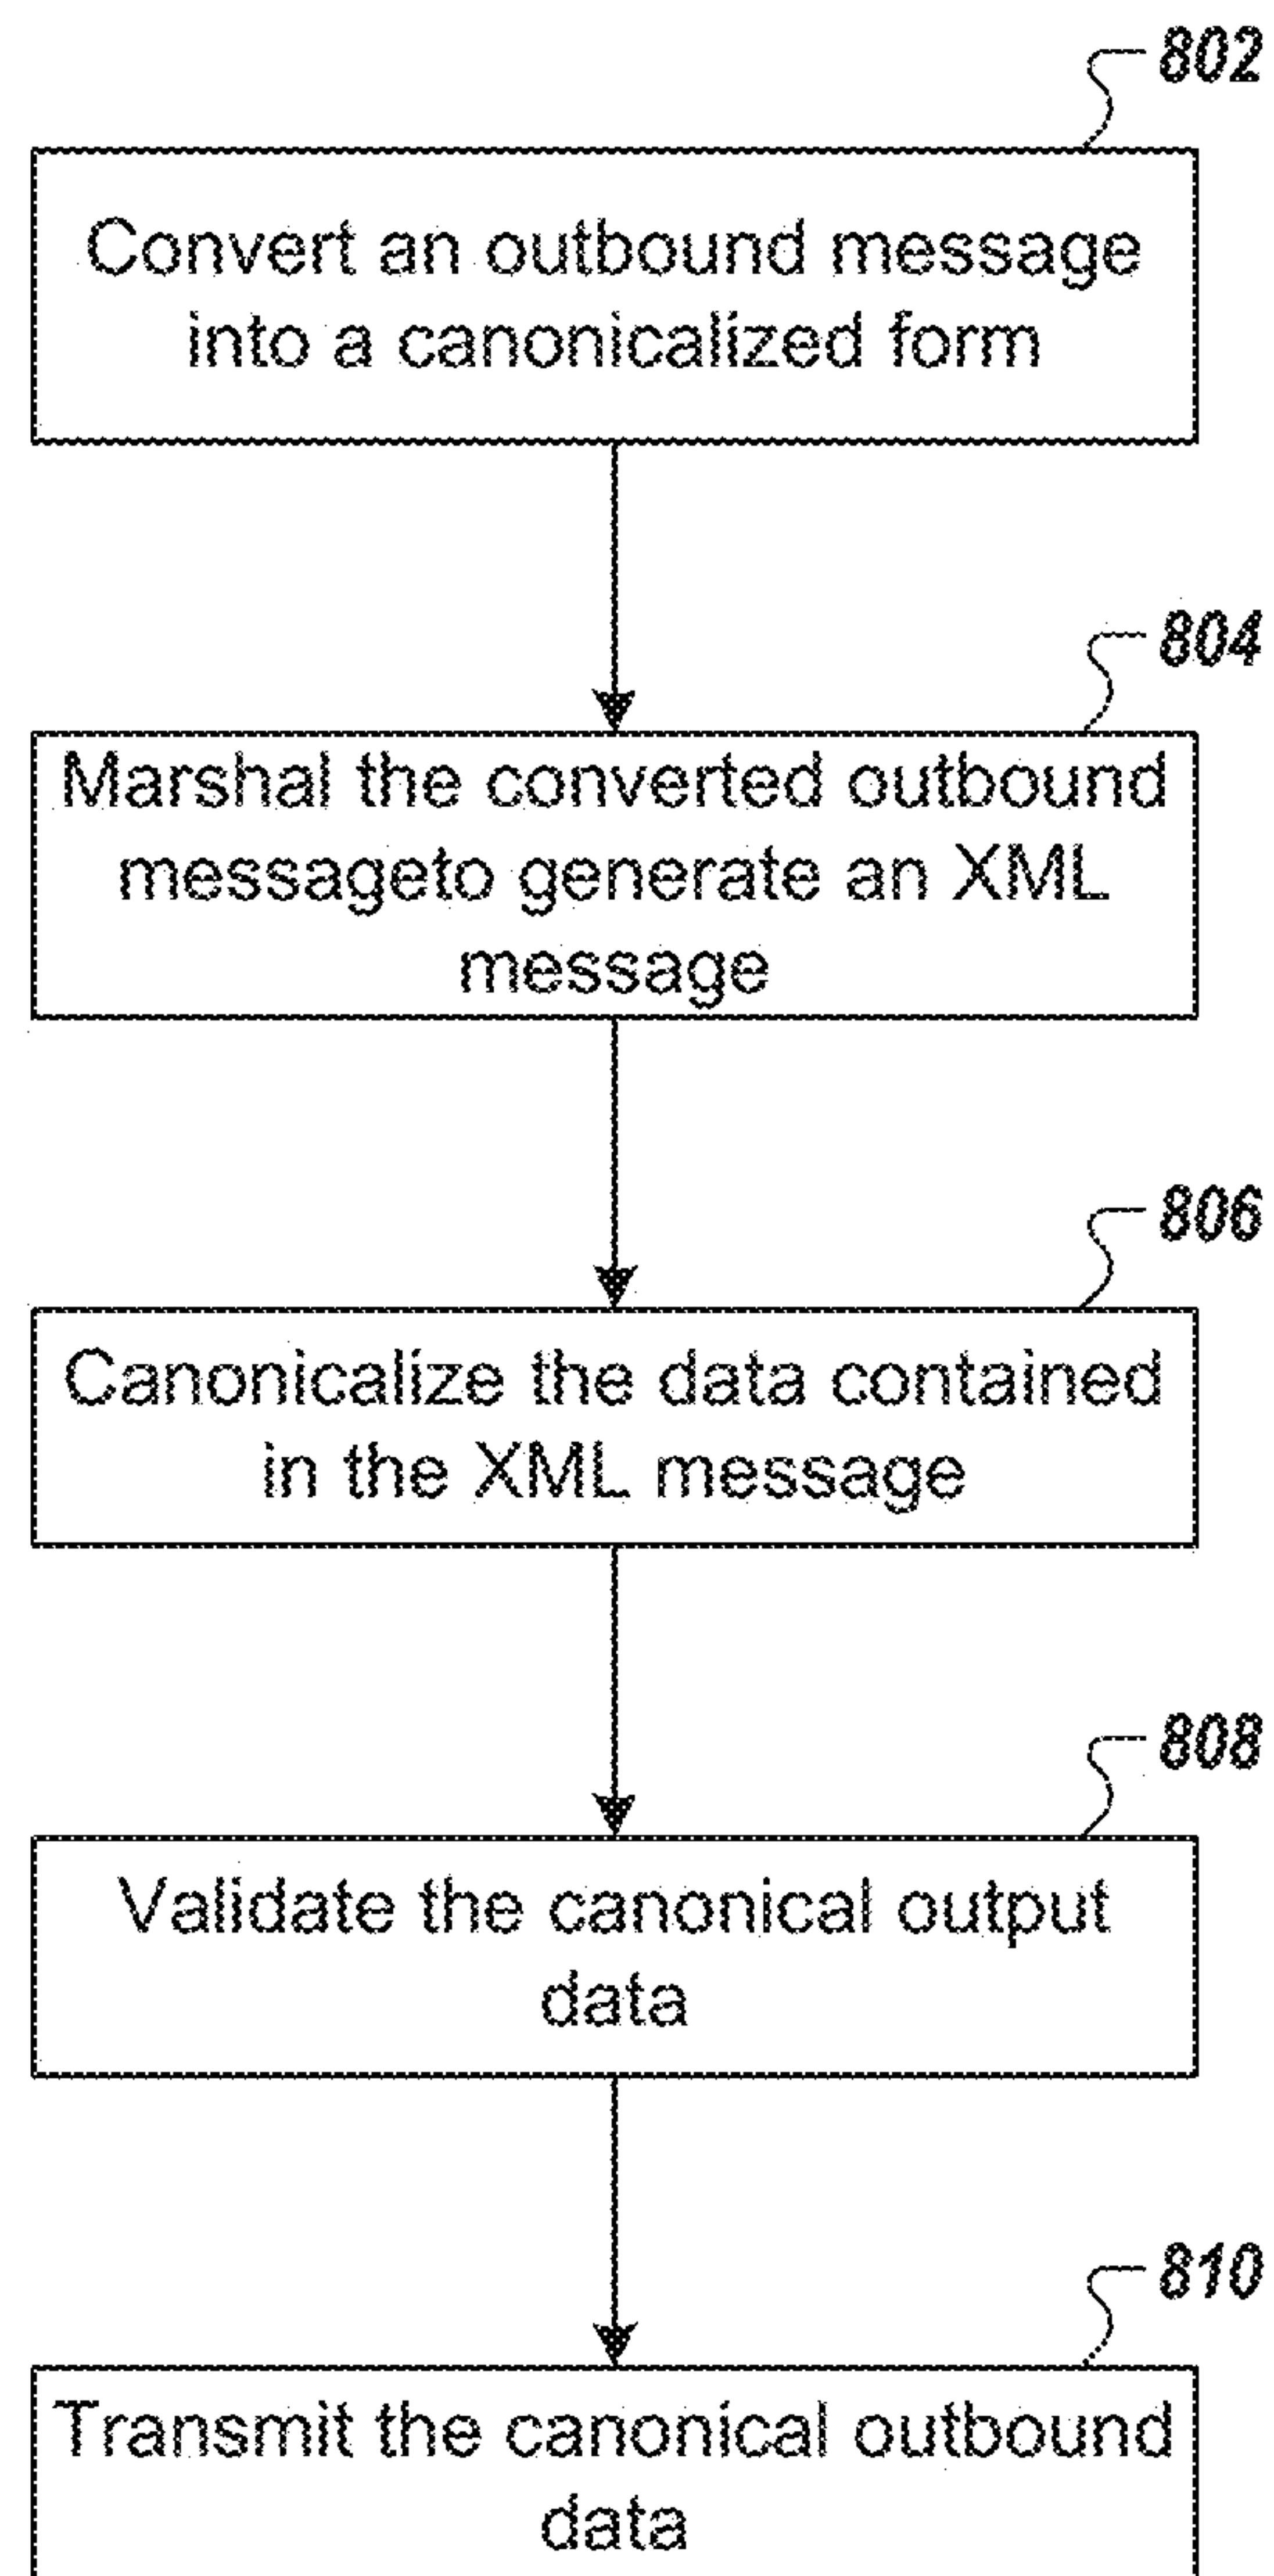 802
Convert an outbound message
into a canonicalized form
804
Marshal the converted outbound
messageto generate an XML
message
806
Canonicalize the data contained
in the XML message
808
Validate the canonical output
data
810
Transmit the canonical outbound
data